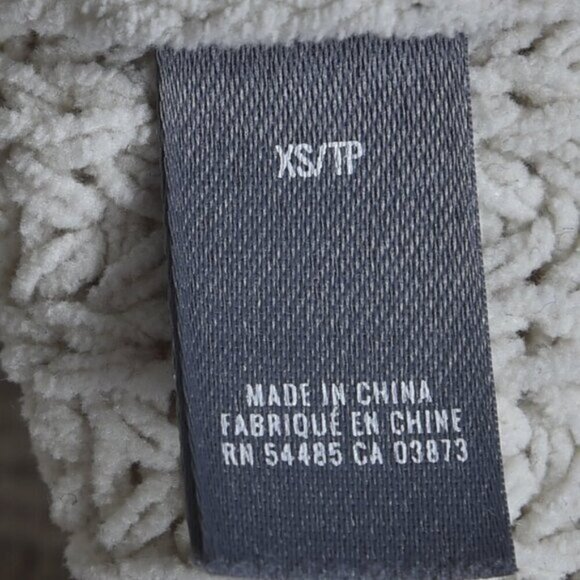 XS/TP
MADE IN CHINA
FABRIQUÉ EN CHINE
RN 54485 CA 03873